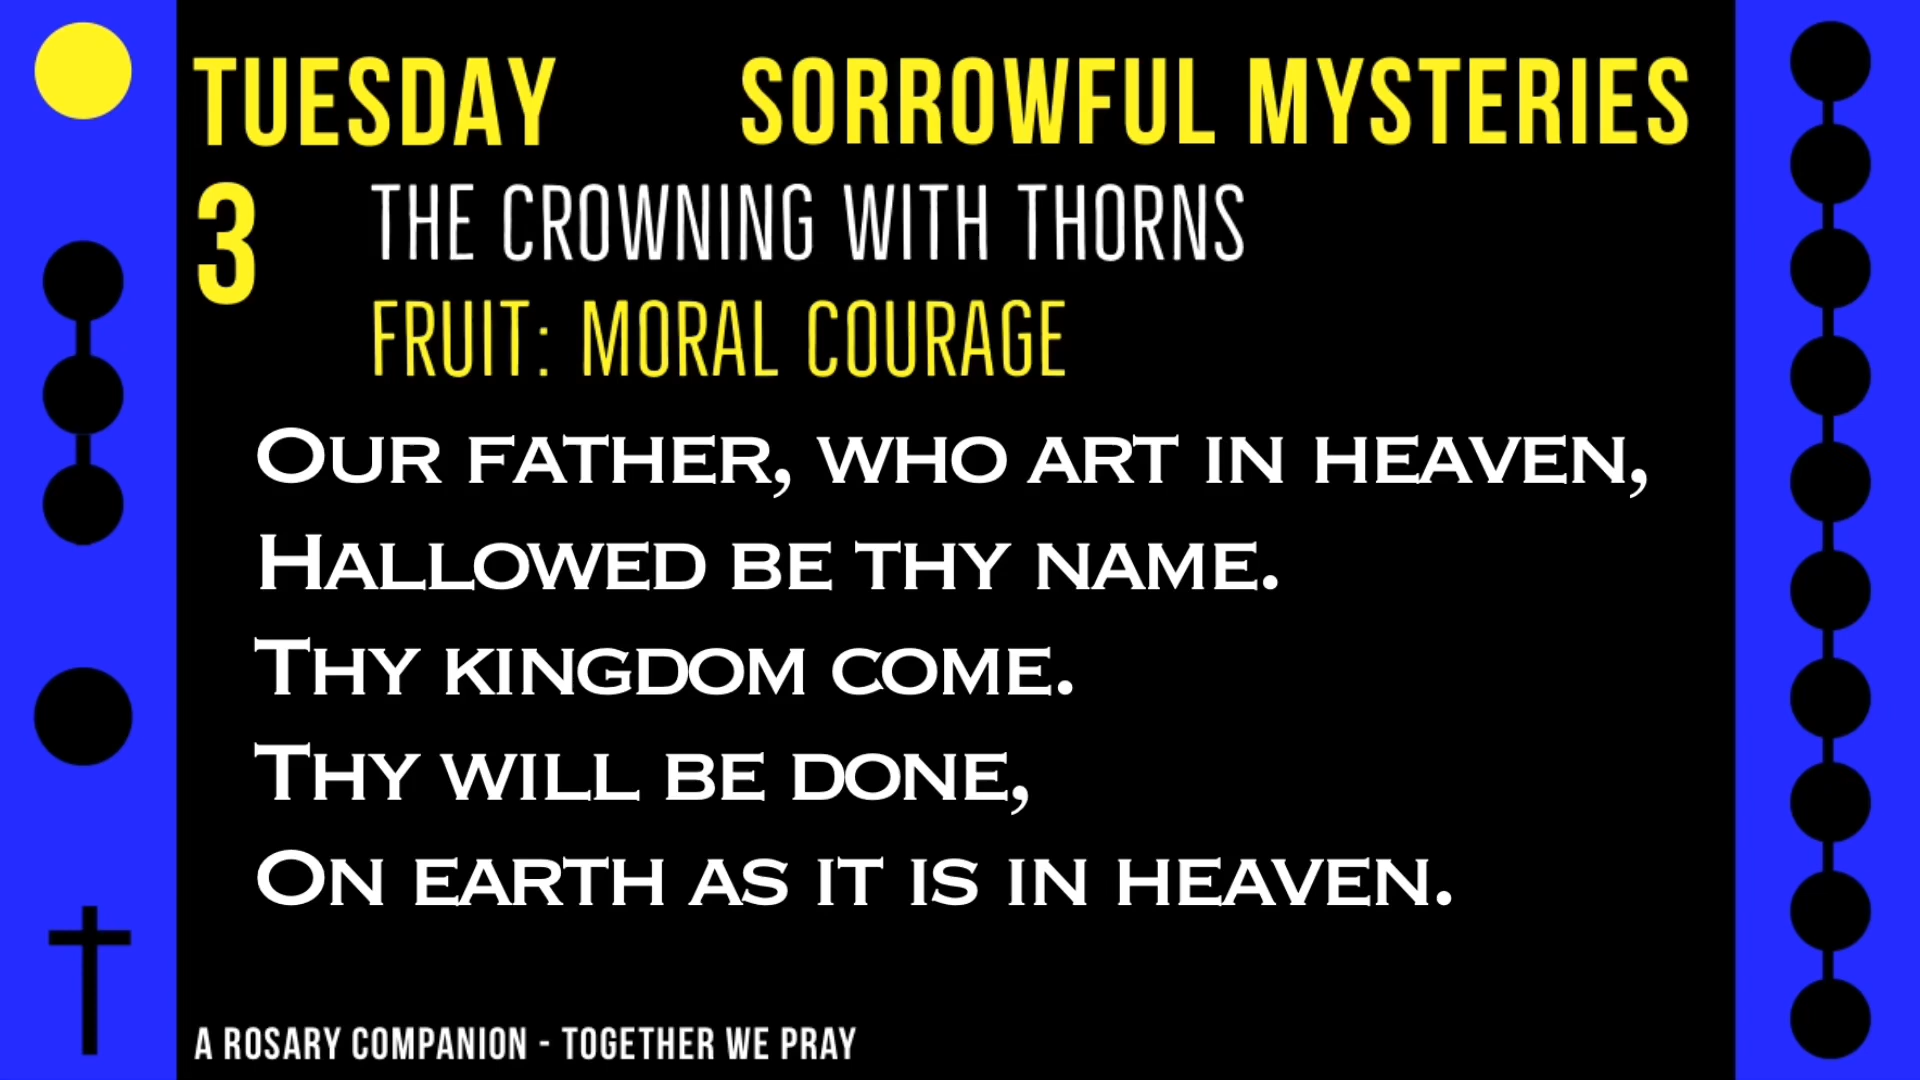 TUESDAY SORROWFUL MYSTERIES
3 THE CROWNING WITH THORNS
FRUIT: MORAL COURAGE
Our father, who art in heaven,
Hallowed be thy name.
Thy kingdom come.
Thy will be done,
On earth as it is in heaven.
A ROSARY COMPANION - TOGETHER WE PRAY